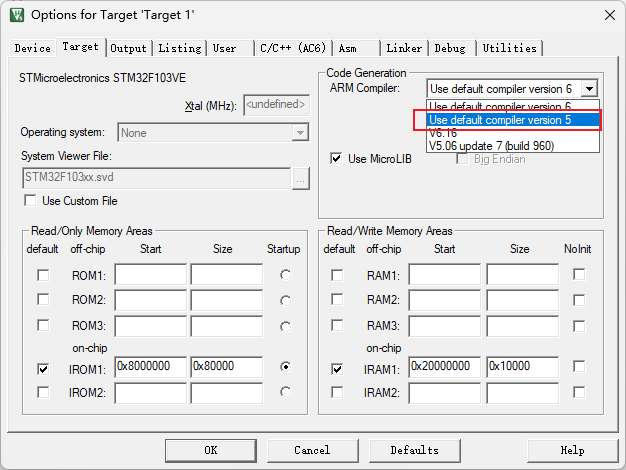 Options for Target 'Target 1'
Device Target Output Listing User C/C++ (AC6) Asm Linker Debug Utilities
STMicroelectronics STM32F103VE
Xtal (MHz): <undefined>
Operating system: None
System Viewer File:
STM32F103xx.svd ...
Use Custom File
Code Generation
ARM Compiler: Use default compiler version 6
Use default compiler version 6
Use default compiler version 5
V6.16
V5.06 update 7 (build 960)
Use MicroLIB Big Endian
Read/Only Memory Areas
default off-chip Start Size Startup
ROM1:
ROM2:
ROM3:
on-chip
IROM1: 0x8000000 0x80000
IROM2:
Read/Write Memory Areas
default off-chip Start Size NoInit
RAM1:
RAM2:
RAM3:
on-chip
IRAM1: 0x20000000 0x10000
IRAM2:
OK Cancel Defaults Help